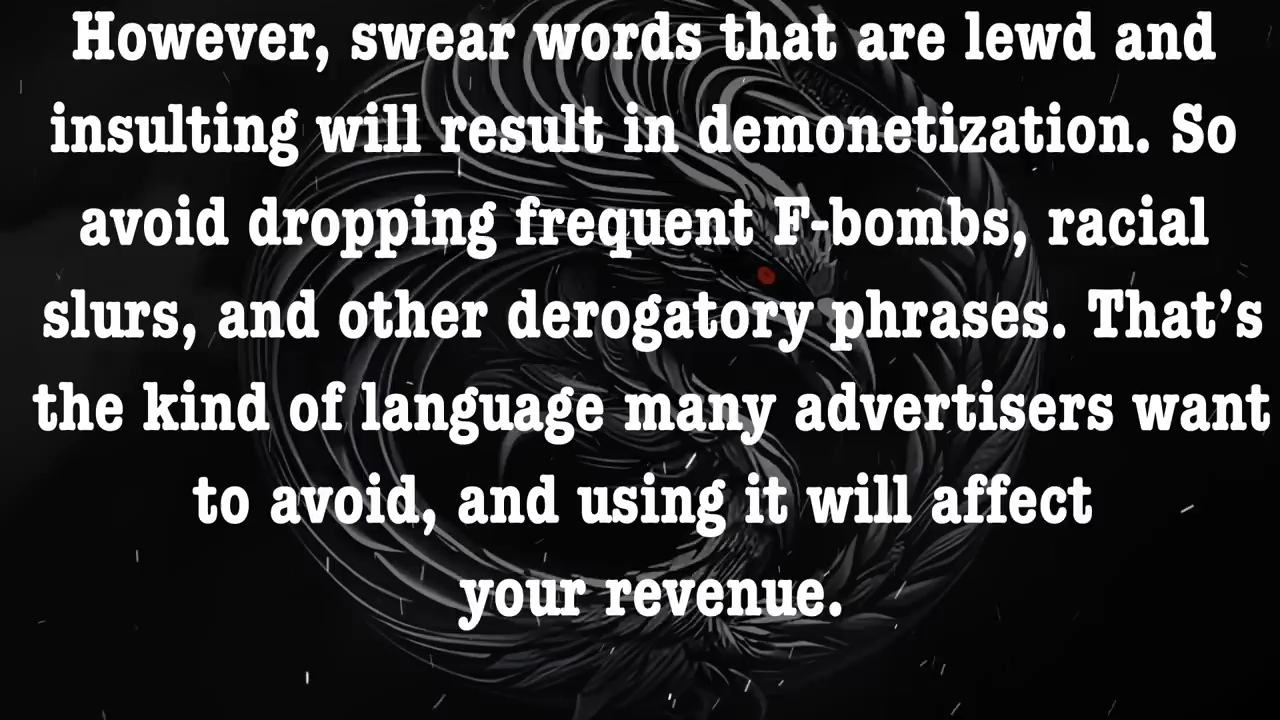 However, swear words that are lewd and
insulting will result in demonetization. So
avoid dropping frequent F-bombs, racial
slurs, and other derogatory phrases. That’s
the kind of language many advertisers want
to avoid, and using it will affect
your revenue.